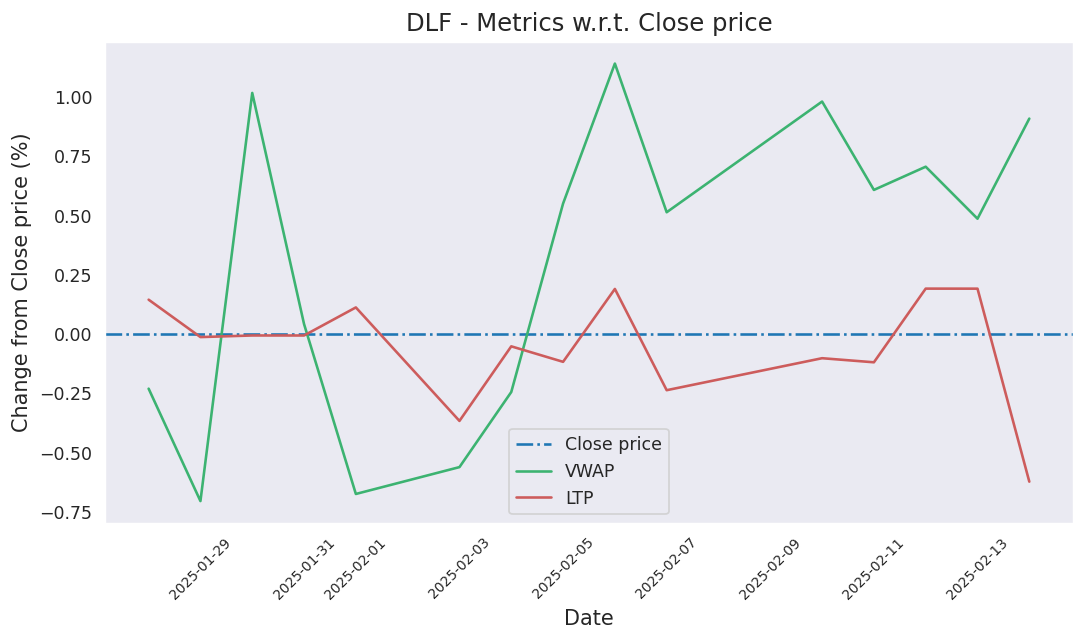 DLF - Metrics w.r.t. Close price
Change from Close price (%)
1.00
0.75
0.50
0.25
0.00
−0.25
−0.50
−0.75
Close price
VWAP
LTP
2025-01-29
2025-01-31
2025-02-01
2025-02-03
2025-02-05
2025-02-07
2025-02-09
2025-02-11
2025-02-13
Date